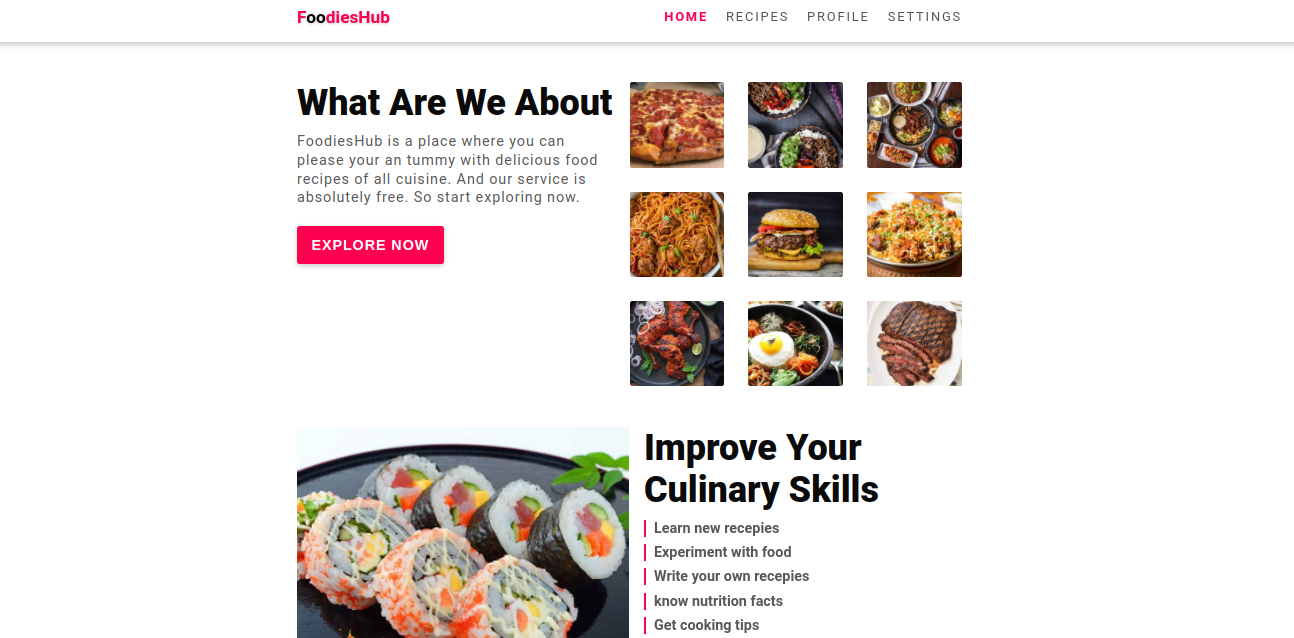 FoodiesHub
HOME RECIPES PROFILE SETTINGS
What Are We About
FoodiesHub is a place where you can
please your an tummy with delicious food
recipes of all cuisine. And our service is
absolutely free. So start exploring now.
EXPLORE NOW
Improve Your
Culinary Skills
Learn new recepies
Experiment with food
Write your own recepies
know nutrition facts
Get cooking tips